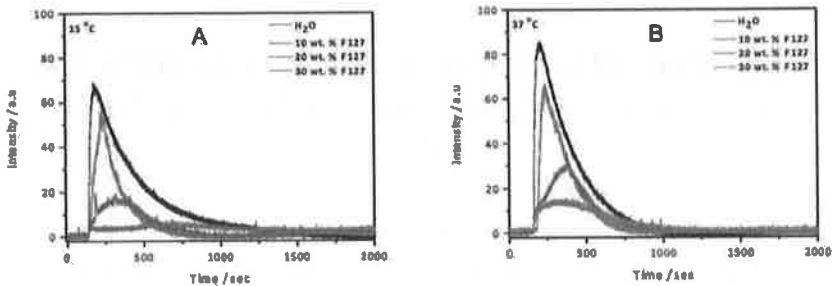 15 °C
A
H₂O
10 wt. % F127
20 wt. % F127
30 wt. % F127
Intensity / a.u
100
80
60
40
20
0
0 500 1000 1500 2000
Time / sec
37 °C
B
H₂O
10 wt. % F127
20 wt. % F127
30 wt. % F127
Intensity / a.u
100
80
60
40
20
0
0 500 1000 1500 2000
Time / sec